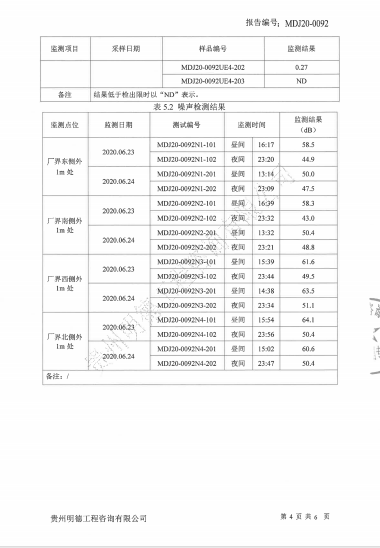 报告编号：MDJ20-0092
监测项目 采样日期 样品编号 监测结果
MDJ20-0092UE4-202 0.27
MDJ20-0092UE4-203 ND
备注 结果低于检出限时以“ND”表示。
表 5.2 噪声检测结果
监测点位 监测日期 测试编号 监测时间 监测结果（dB）
厂界东侧外 1m 处 2020.06.23 MDJ20-0092N1-101 昼间 16:17 58.5
MDJ20-0092N1-102 夜间 23:20 44.9
2020.06.24 MDJ20-0092N1-201 昼间 13:14 50.0
MDJ20-0092N1-202 夜间 23:09 47.5
厂界南侧外 1m 处 2020.06.23 MDJ20-0092N2-101 昼间 16:39 58.3
MDJ20-0092N2-102 夜间 23:32 43.0
2020.06.24 MDJ20-0092N2-201 昼间 13:32 50.4
MDJ20-0092N2-202 夜间 23:21 48.8
厂界西侧外 1m 处 2020.06.23 MDJ20-0092N3-101 昼间 15:39 61.6
MDJ20-0092N3-102 夜间 23:44 49.5
2020.06.24 MDJ20-0092N3-201 昼间 14:38 63.5
MDJ20-0092N3-202 夜间 23:34 51.1
厂界北侧外 1m 处 2020.06.23 MDJ20-0092N4-101 昼间 15:54 64.1
MDJ20-0092N4-102 夜间 23:56 50.4
2020.06.24 MDJ20-0092N4-201 昼间 15:02 60.6
MDJ20-0092N4-202 夜间 23:47 50.4
备注：/
贵州明德工程咨询有限公司 第 4 页 共 6 页